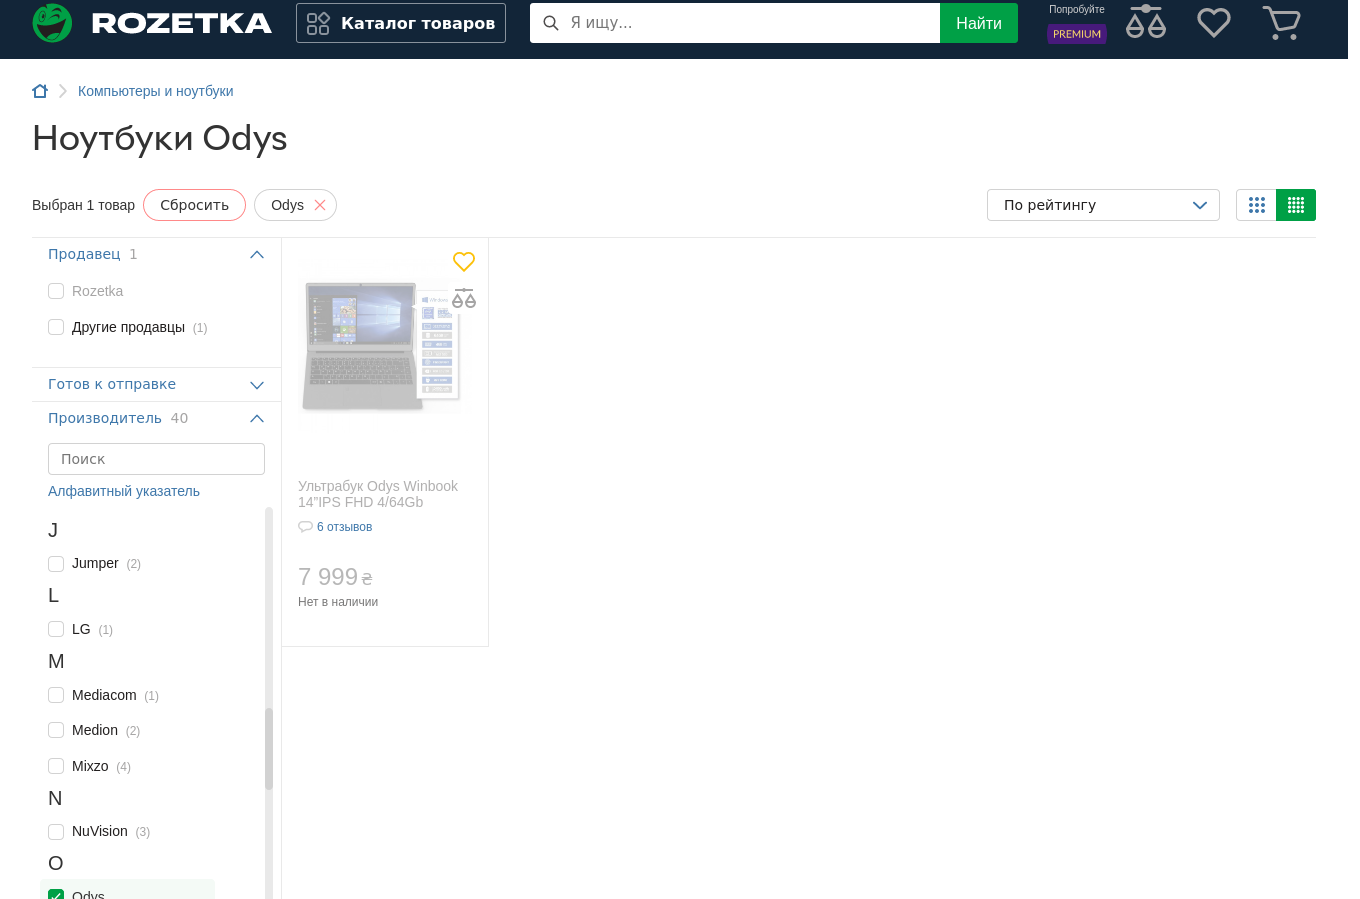 ROZETKA
Каталог товаров
Я ищу...
Найти
Попробуйте
PREMIUM
Компьютеры и ноутбуки
Ноутбуки Odys
Выбран 1 товар
Сбросить
Odys
По рейтингу
Продавец 1
Rozetka
Другие продавцы (1)
Готов к отправке
Производитель 40
Поиск
Алфавитный указатель
J
Jumper (2)
L
LG (1)
M
Mediacom (1)
Medion (2)
Mixzo (4)
N
NuVision (3)
O
Odys
Ультрабук Odys Winbook
14"IPS FHD 4/64Gb
6 отзывов
7 999 ₴
Нет в наличии